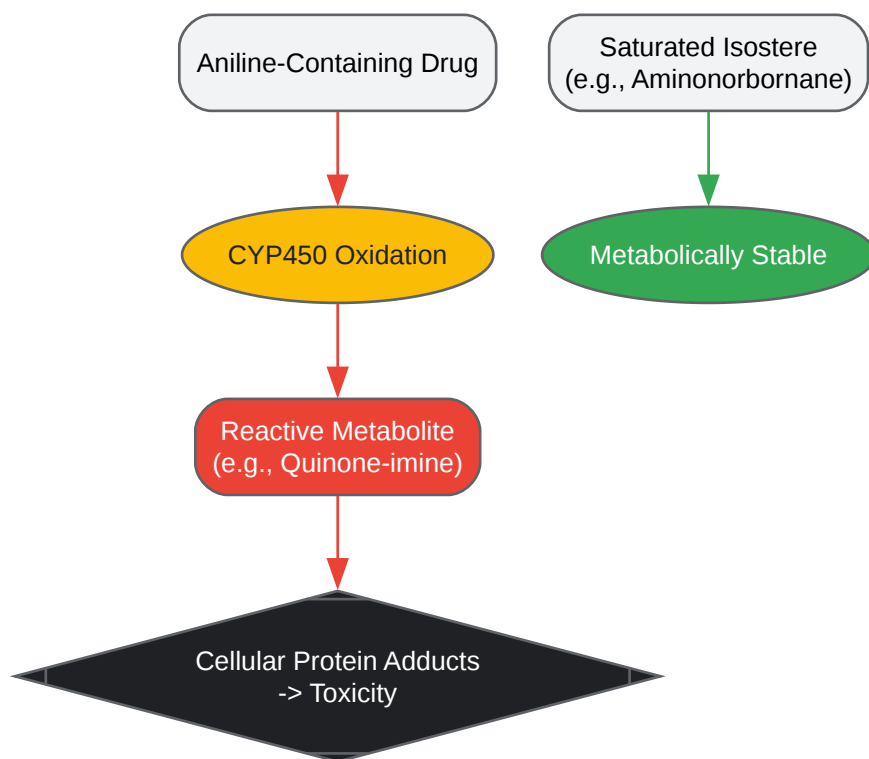 Aniline-Containing Drug
Saturated Isostere
(e.g., Aminonorbornane)
CYP450 Oxidation
Metabolically Stable
Reactive Metabolite
(e.g., Quinone-imine)
Cellular Protein Adducts
-> Toxicity